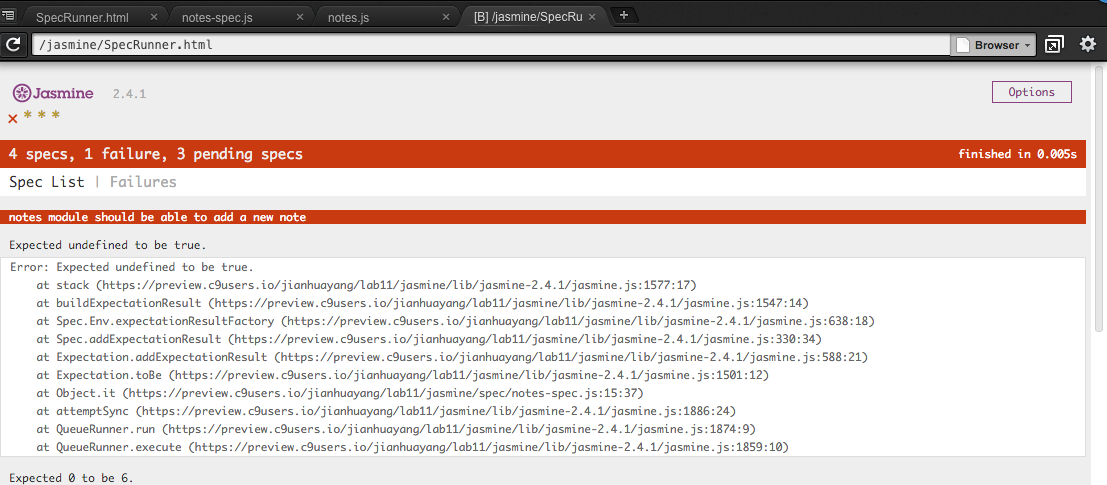 SpecRunner.html × notes-spec.js × notes.js × [B] /jasmine/SpecRu × +
/jasmine/SpecRunner.html Browser
Jasmine 2.4.1 Options
× * * *
4 specs, 1 failure, 3 pending specs finished in 0.005s
Spec List | Failures
notes module should be able to add a new note
Expected undefined to be true.
Error: Expected undefined to be true.
at stack (https://preview.c9users.io/jianhuayang/lab11/jasmine/lib/jasmine-2.4.1/jasmine.js:1577:17)
at buildExpectationResult (https://preview.c9users.io/jianhuayang/lab11/jasmine/lib/jasmine-2.4.1/jasmine.js:1547:14)
at Spec.Env.expectationResultFactory (https://preview.c9users.io/jianhuayang/lab11/jasmine/lib/jasmine-2.4.1/jasmine.js:638:18)
at Spec.addExpectationResult (https://preview.c9users.io/jianhuayang/lab11/jasmine/lib/jasmine-2.4.1/jasmine.js:330:34)
at Expectation.addExpectationResult (https://preview.c9users.io/jianhuayang/lab11/jasmine/lib/jasmine-2.4.1/jasmine.js:588:21)
at Expectation.toBe (https://preview.c9users.io/jianhuayang/lab11/jasmine/lib/jasmine-2.4.1/jasmine.js:1501:12)
at Object.it (https://preview.c9users.io/jianhuayang/lab11/jasmine/spec/notes-spec.js:15:37)
at attemptSync (https://preview.c9users.io/jianhuayang/lab11/jasmine/lib/jasmine-2.4.1/jasmine.js:1886:24)
at QueueRunner.run (https://preview.c9users.io/jianhuayang/lab11/jasmine/lib/jasmine-2.4.1/jasmine.js:1874:9)
at QueueRunner.execute (https://preview.c9users.io/jianhuayang/lab11/jasmine/lib/jasmine-2.4.1/jasmine.js:1859:10)
Expected 0 to be 6.